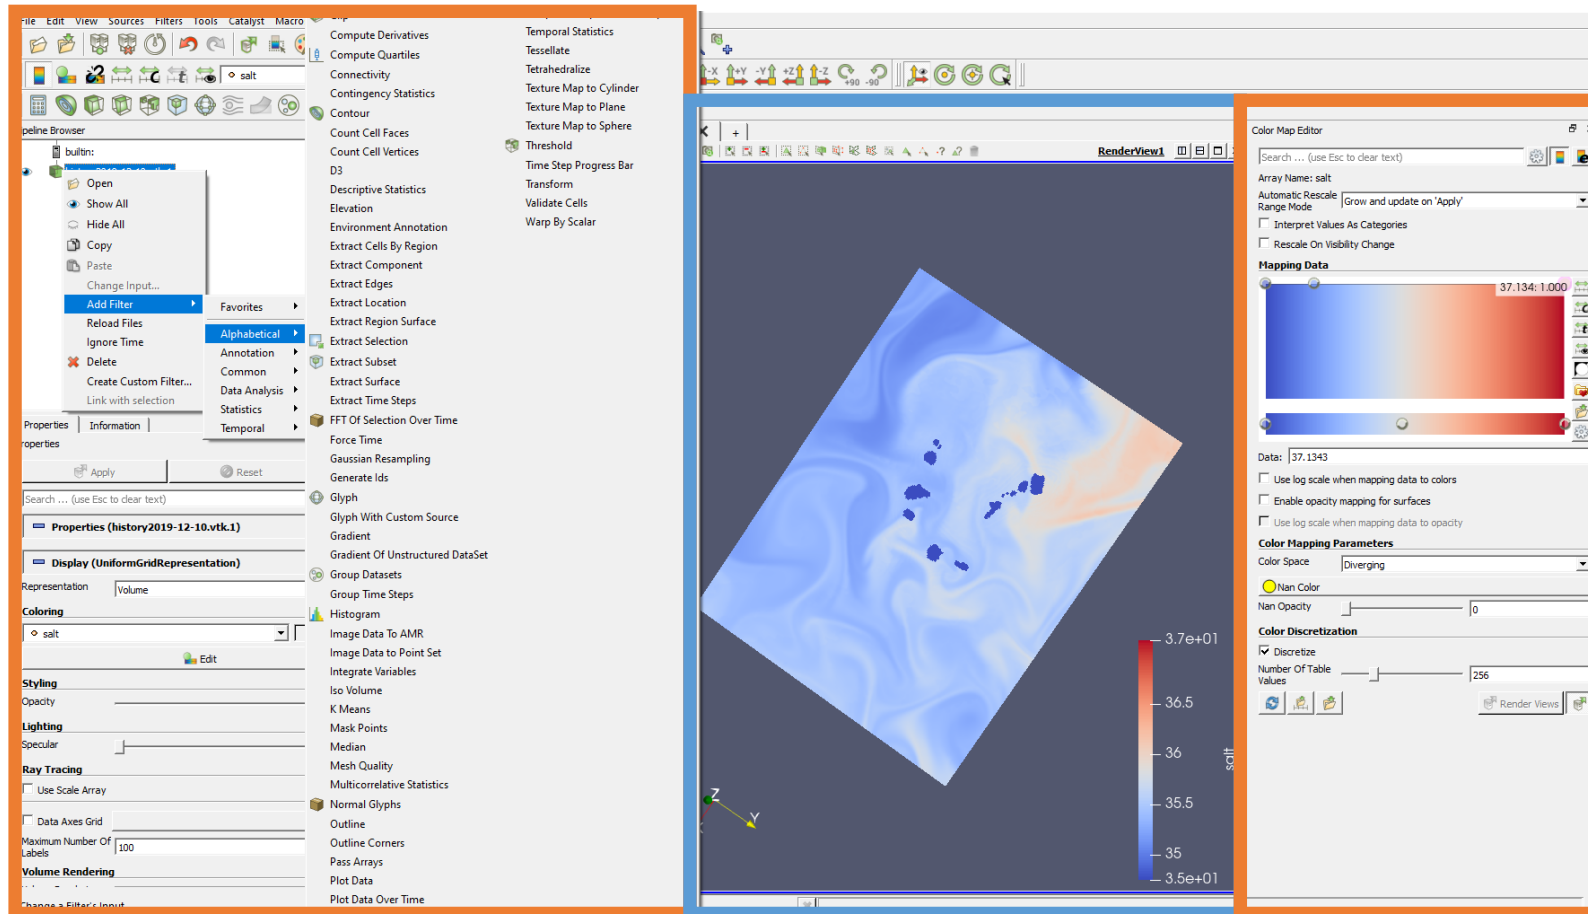 File Edit View Sources Filters Tools Catalyst Macro
salt
Pipeline Browser
builtin:
Open
Show All
Hide All
Copy
Paste
Change Input...
Add Filter
Reload Files
Ignore Time
Delete
Create Custom Filter...
Link with selection
Favorites
Alphabetical
Annotation
Common
Data Analysis
Statistics
Temporal
Properties Information
Properties
Apply Reset
Search ... (use Esc to clear text)
Properties (history2019-12-10.vtk.1)
Display (UniformGridRepresentation)
Representation Volume
Coloring
salt
Edit
Styling
Opacity
Lighting
Specular
Ray Tracing
Use Scale Array
Data Axes Grid
Maximum Number Of
Labels
100
Volume Rendering
Change a Filter's Input
Clip
Compute Derivatives
Compute Quartiles
Connectivity
Contingency Statistics
Contour
Count Cell Faces
Count Cell Vertices
D3
Descriptive Statistics
Elevation
Environment Annotation
Extract Cells By Region
Extract Component
Extract Edges
Extract Location
Extract Region Surface
Extract Selection
Extract Subset
Extract Surface
Extract Time Steps
FFT Of Selection Over Time
Force Time
Gaussian Resampling
Generate Ids
Glyph
Glyph With Custom Source
Gradient
Gradient Of Unstructured DataSet
Group Datasets
Group Time Steps
Histogram
Image Data To AMR
Image Data to Point Set
Integrate Variables
Iso Volume
K Means
Mask Points
Median
Mesh Quality
Multicorrelative Statistics
Normal Glyphs
Outline
Outline Corners
Pass Arrays
Plot Data
Plot Data Over Time
Temporal Statistics
Tessellate
Tetrahedralize
Texture Map to Cylinder
Texture Map to Plane
Texture Map to Sphere
Threshold
Time Step Progress Bar
Transform
Validate Cells
Warp By Scalar
-X +Y -Y +Z -Z +90 -90
RenderView1
3.7e+01
36.5
36
35.5
35
3.5e+01
salt
Z
Y
Color Map Editor
Search ... (use Esc to clear text)
Array Name: salt
Automatic Rescale
Range Mode
Grow and update on 'Apply'
Interpret Values As Categories
Rescale On Visibility Change
Mapping Data
37.134: 1.000
Data: 37.1343
Use log scale when mapping data to colors
Enable opacity mapping for surfaces
Use log scale when mapping data to opacity
Color Mapping Parameters
Color Space Diverging
Nan Color
Nan Opacity 0
Color Discretization
Discretize
Number Of Table
Values
256
Render Views